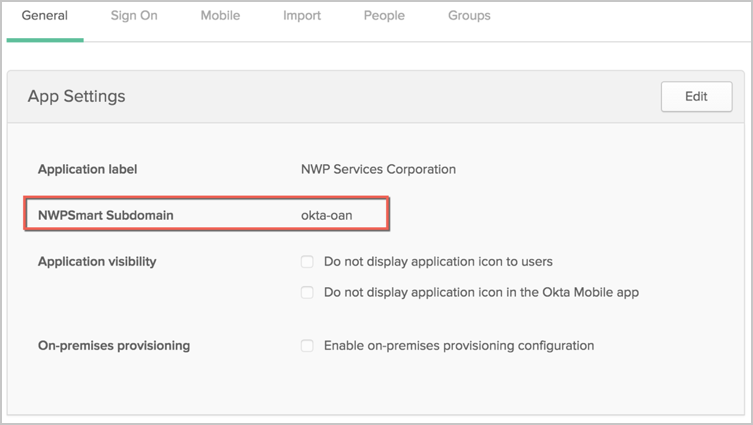 General Sign On Mobile Import People Groups
App Settings Edit
Application label NWP Services Corporation
NWPSmart Subdomain okta-oan
Application visibility Do not display application icon to users
Do not display application icon in the Okta Mobile app
On-premises provisioning Enable on-premises provisioning configuration